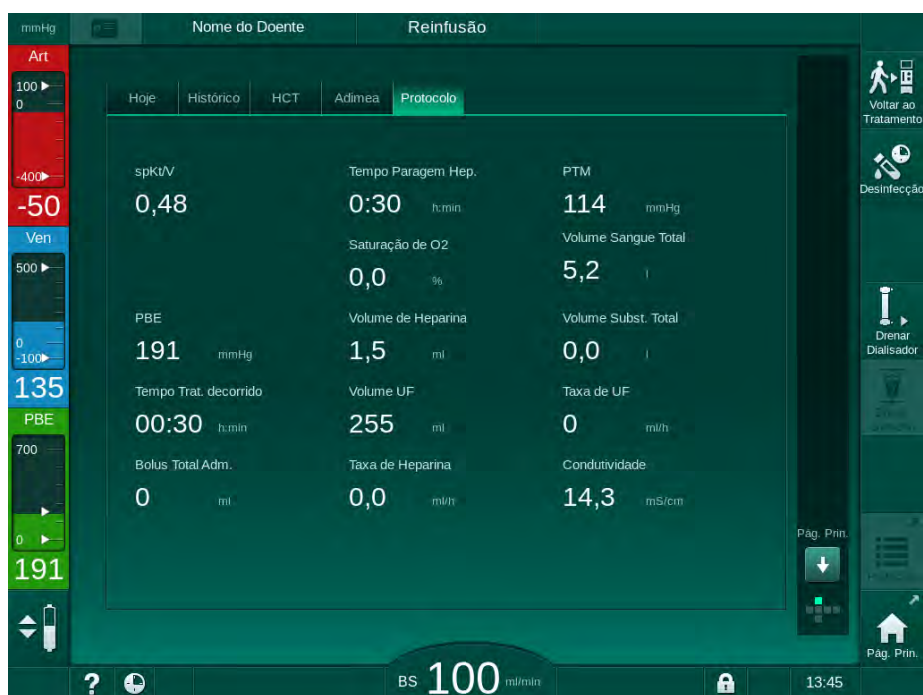 mmHg
Nome do Doente
Reinfusão
Art
100
0
-400
-50
Ven
500
0
-100
135
PBE
700
0
191
Hoje
Histórico
HCT
Adimea
Protocolo
spKt/V
0,48
Tempo Paragem Hep.
0:30 h:min
PTM
114 mmHg
Saturação de O2
0,0 %
Volume Sangue Total
5,2 l
PBE
191 mmHg
Volume de Heparina
1,5 ml
Volume Subst. Total
0,0 l
Tempo Trat. decorrido
00:30 h:min
Volume UF
255 ml
Taxa de UF
0 ml/h
Bolus Total Adm.
0 ml
Taxa de Heparina
0,0 ml/h
Condutividade
14,3 mS/cm
Pág. Prin.
Voltar ao
Tratamento
Desinfecção
Drenar
Dialisador
Pág. Prin.
?
BS 100 ml/min
13:45